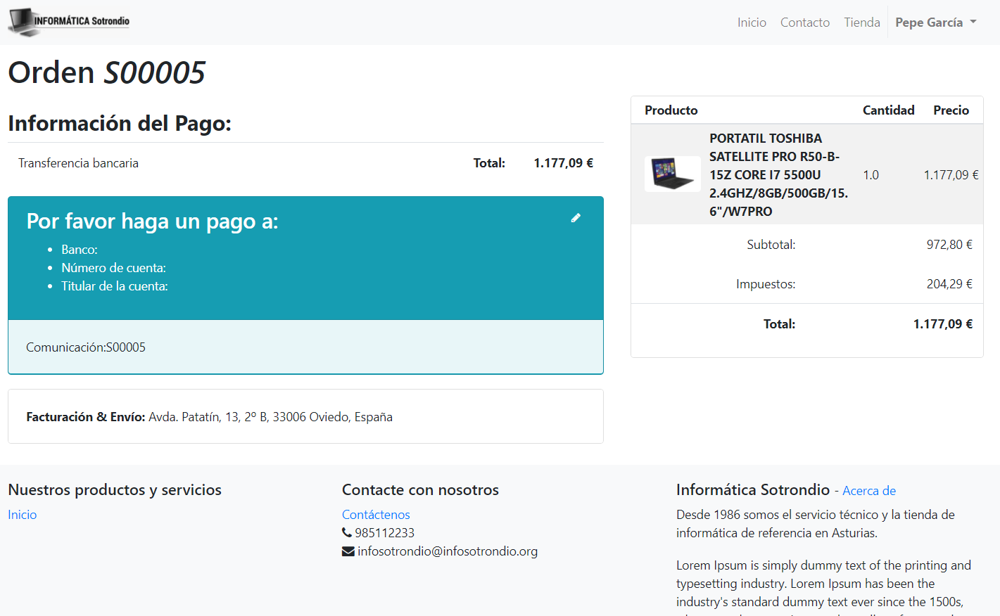 INFORMÁTICA Sotrondio
Inicio Contacto Tienda Pepe García
Orden S00005
Información del Pago:
Transferencia bancaria Total: 1.177,09 €
Por favor haga un pago a:
Banco:
Número de cuenta:
Titular de la cuenta:
Comunicación:S00005
Facturación & Envío: Avda. Patatín, 13, 2º B, 33006 Oviedo, España
Producto Cantidad Precio
PORTATIL TOSHIBA
SATELLITE PRO R50-B-
15Z CORE I7 5500U
2.4GHZ/8GB/500GB/15.
6"/W7PRO
1.0 1.177,09 €
Subtotal: 972,80 €
Impuestos: 204,29 €
Total: 1.177,09 €
Nuestros productos y servicios
Inicio
Contacte con nosotros
Contáctenos
985112233
infosotrondio@infosotrondio.org
Informática Sotrondio - Acerca de
Desde 1986 somos el servicio técnico y la tienda de
informática de referencia en Asturias.
Lorem Ipsum is simply dummy text of the printing and
typesetting industry. Lorem Ipsum has been the
industry's standard dummy text ever since the 1500s,